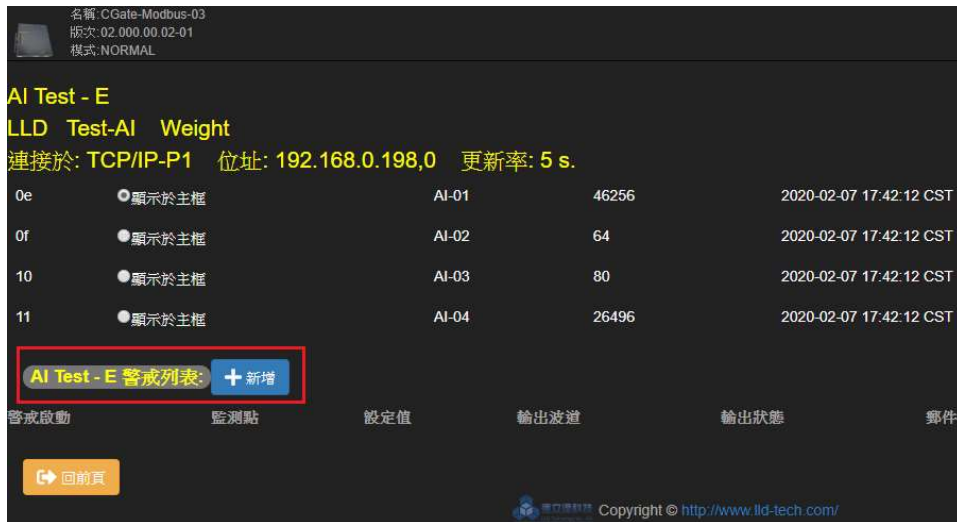 名稱:CGate-Modbus-03
版次:02.000.00.02-01
模式:NORMAL
AI Test - E
LLD Test-AI Weight
連接於: TCP/IP-P1 位址: 192.168.0.198,0 更新率: 5 s.
0e 顯示於主框 AI-01 46256 2020-02-07 17:42:12 CST
0f 顯示於主框 AI-02 64 2020-02-07 17:42:12 CST
10 顯示於主框 AI-03 80 2020-02-07 17:42:12 CST
11 顯示於主框 AI-04 26496 2020-02-07 17:42:12 CST
AI Test - E 警戒列表: 新增
警戒啟動 監測點 設定值 輸出波道 輸出狀態 郵件
回前頁
Copyright © http://www.lld-tech.com/